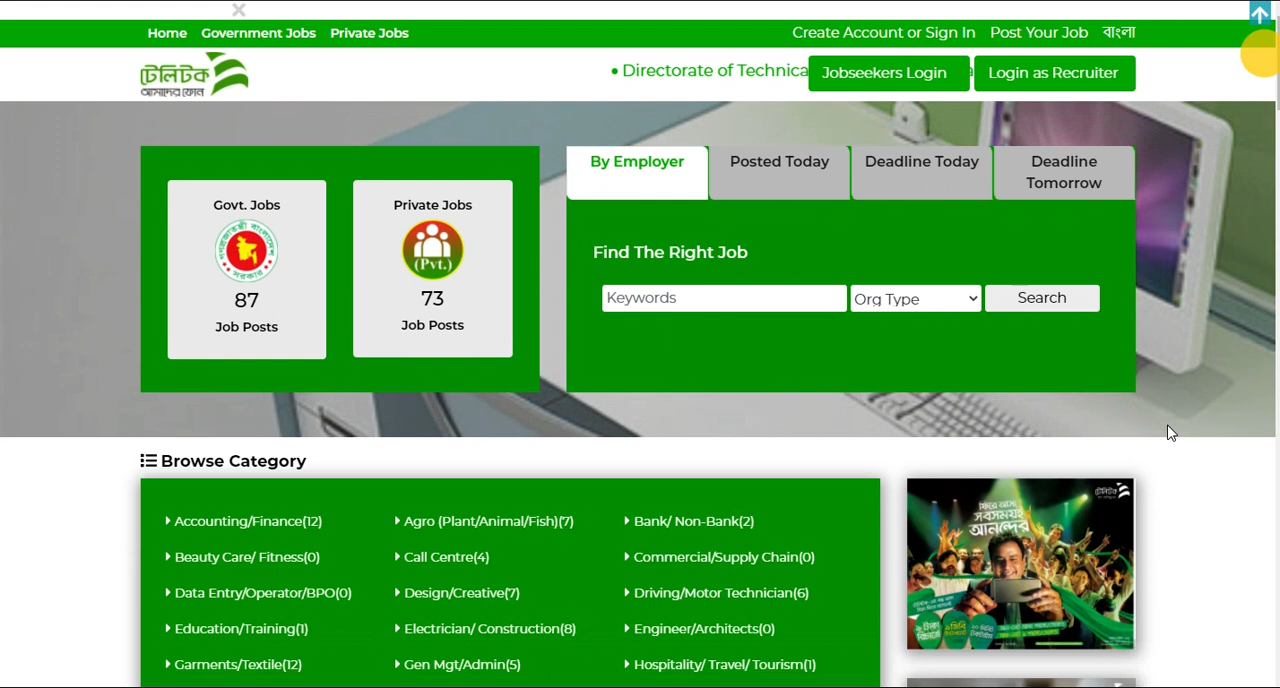 Home Government Jobs Private Jobs Create Account or Sign In Post Your Job বাংলা
টেলিটক
আমাদের ফোন
• Directorate of Technica
Jobseekers Login
Login as Recruiter
Govt. Jobs
87
Job Posts
Private Jobs
(Pvt.)
73
Job Posts
By Employer
Posted Today
Deadline Today
Deadline
Tomorrow
Find The Right Job
Keywords
Org Type
Search
Browse Category
Accounting/Finance(12) Agro (Plant/Animal/Fish)(7) Bank/ Non-Bank(2)
Beauty Care/ Fitness(0) Call Centre(4) Commercial/Supply Chain(0)
Data Entry/Operator/BPO(0) Design/Creative(7) Driving/Motor Technician(6)
Education/Training(1) Electrician/ Construction(8) Engineer/Architects(0)
Garments/Textile(12) Gen Mgt/Admin(5) Hospitality/ Travel/ Tourism(1)
টেলিটক
ফিরে আসা
সবসময়ই
আনন্দের